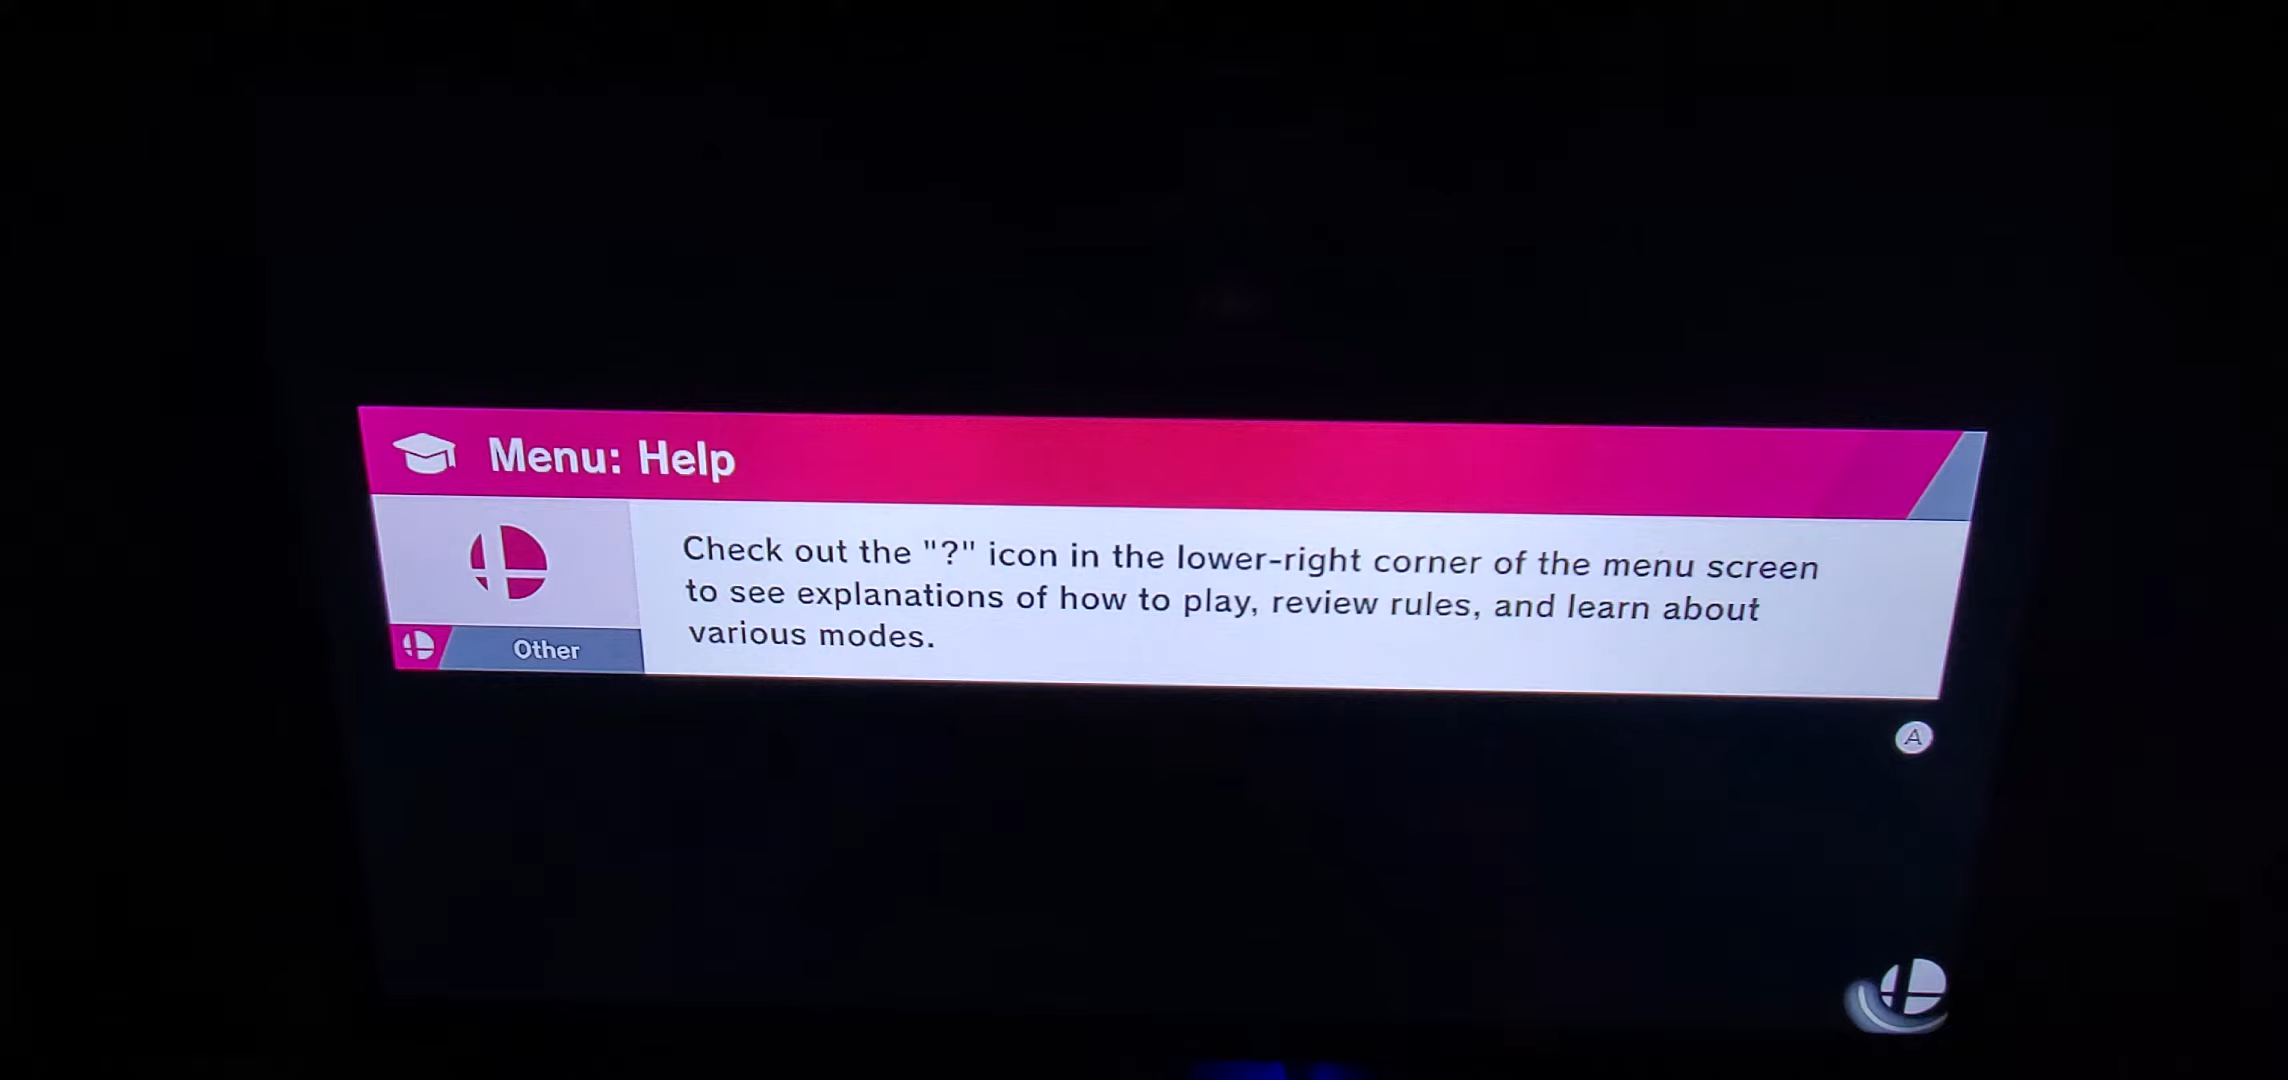 Menu: Help
Check out the "?" icon in the lower-right corner of the menu screen
to see explanations of how to play, review rules, and learn about
various modes.
Other
A